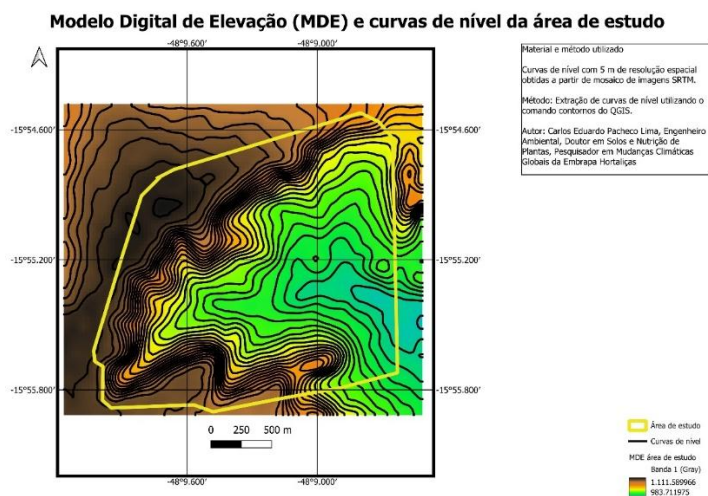 Modelo Digital de Elevação (MDE) e curvas de nível da área de estudo
-48°9.600' -48°9.000'
Material e método utilizado
Curvas de nível com 5 m de resolução espacial
obtidas a partir de mosaico de imagens SRTM.
Método: Extração de curvas de nível utilizando o
comando contornos do QGIS.
Autor: Carlos Eduardo Pacheco Lima, Engenheiro
Ambiental, Doutor em Solos e Nutrição de
Plantas, Pesquisador em Mudanças Climáticas
Globais da Embrapa Hortaliças
-15°54.600' -15°54.600'
-15°55.200' -15°55.200'
-15°55.800' -15°55.800'
0 250 500 m
-48°9.600' -48°9.000'
Área de estudo
Curvas de nível
MDE área de estudo
Banda 1 (Gray)
1.111.589966
983.711975